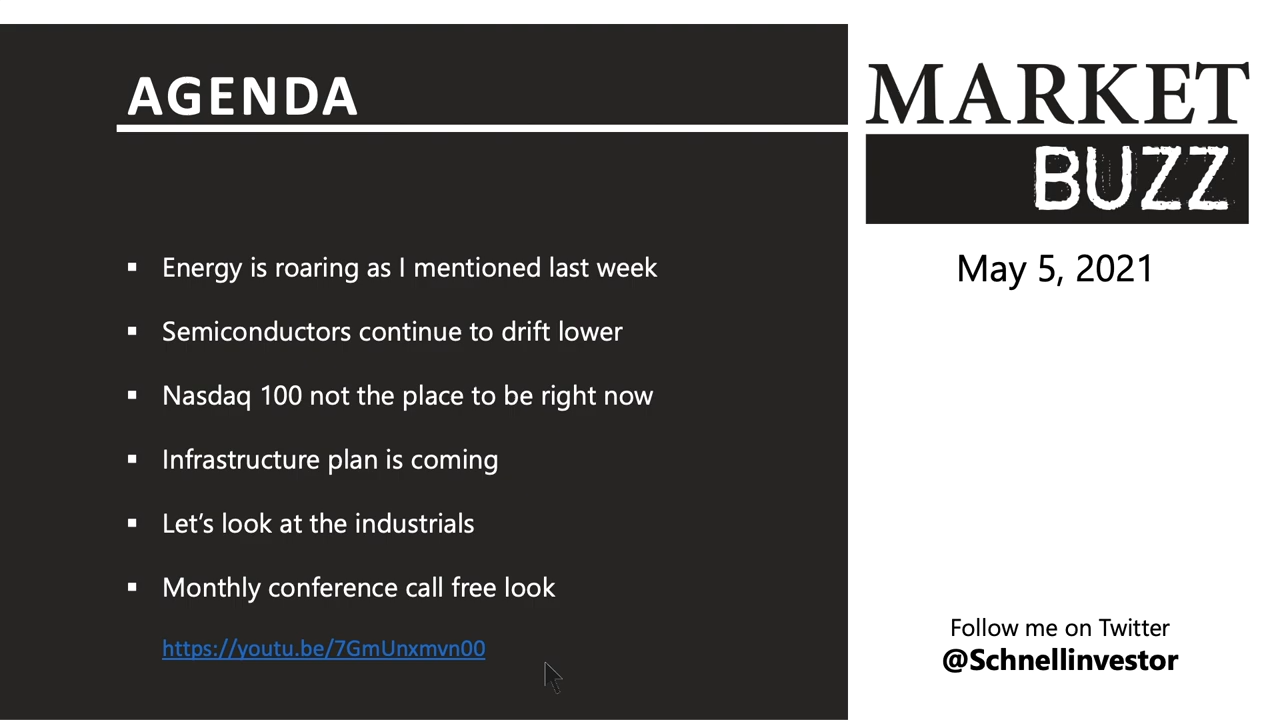 AGENDA
▪ Energy is roaring as I mentioned last week
▪ Semiconductors continue to drift lower
▪ Nasdaq 100 not the place to be right now
▪ Infrastructure plan is coming
▪ Let’s look at the industrials
▪ Monthly conference call free look
https://youtu.be/7GmUnxmvn00
MARKET
BUZZ
May 5, 2021
Follow me on Twitter
@Schnellinvestor